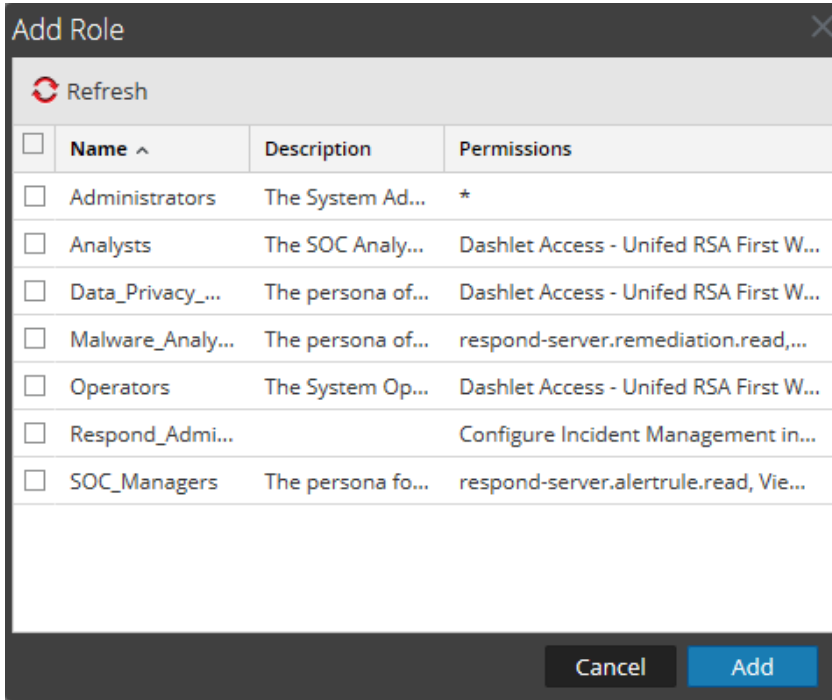 Add Role
Refresh
Name Description Permissions
Administrators The System Ad... *
Analysts The SOC Analy... Dashlet Access - Unifed RSA First W...
Data_Privacy_... The persona of... Dashlet Access - Unifed RSA First W...
Malware_Analy... The persona of... respond-server.remediation.read,...
Operators The System Op... Dashlet Access - Unifed RSA First W...
Respond_Admi... Configure Incident Management in...
SOC_Managers The persona fo... respond-server.alertrule.read, Vie...
Cancel Add